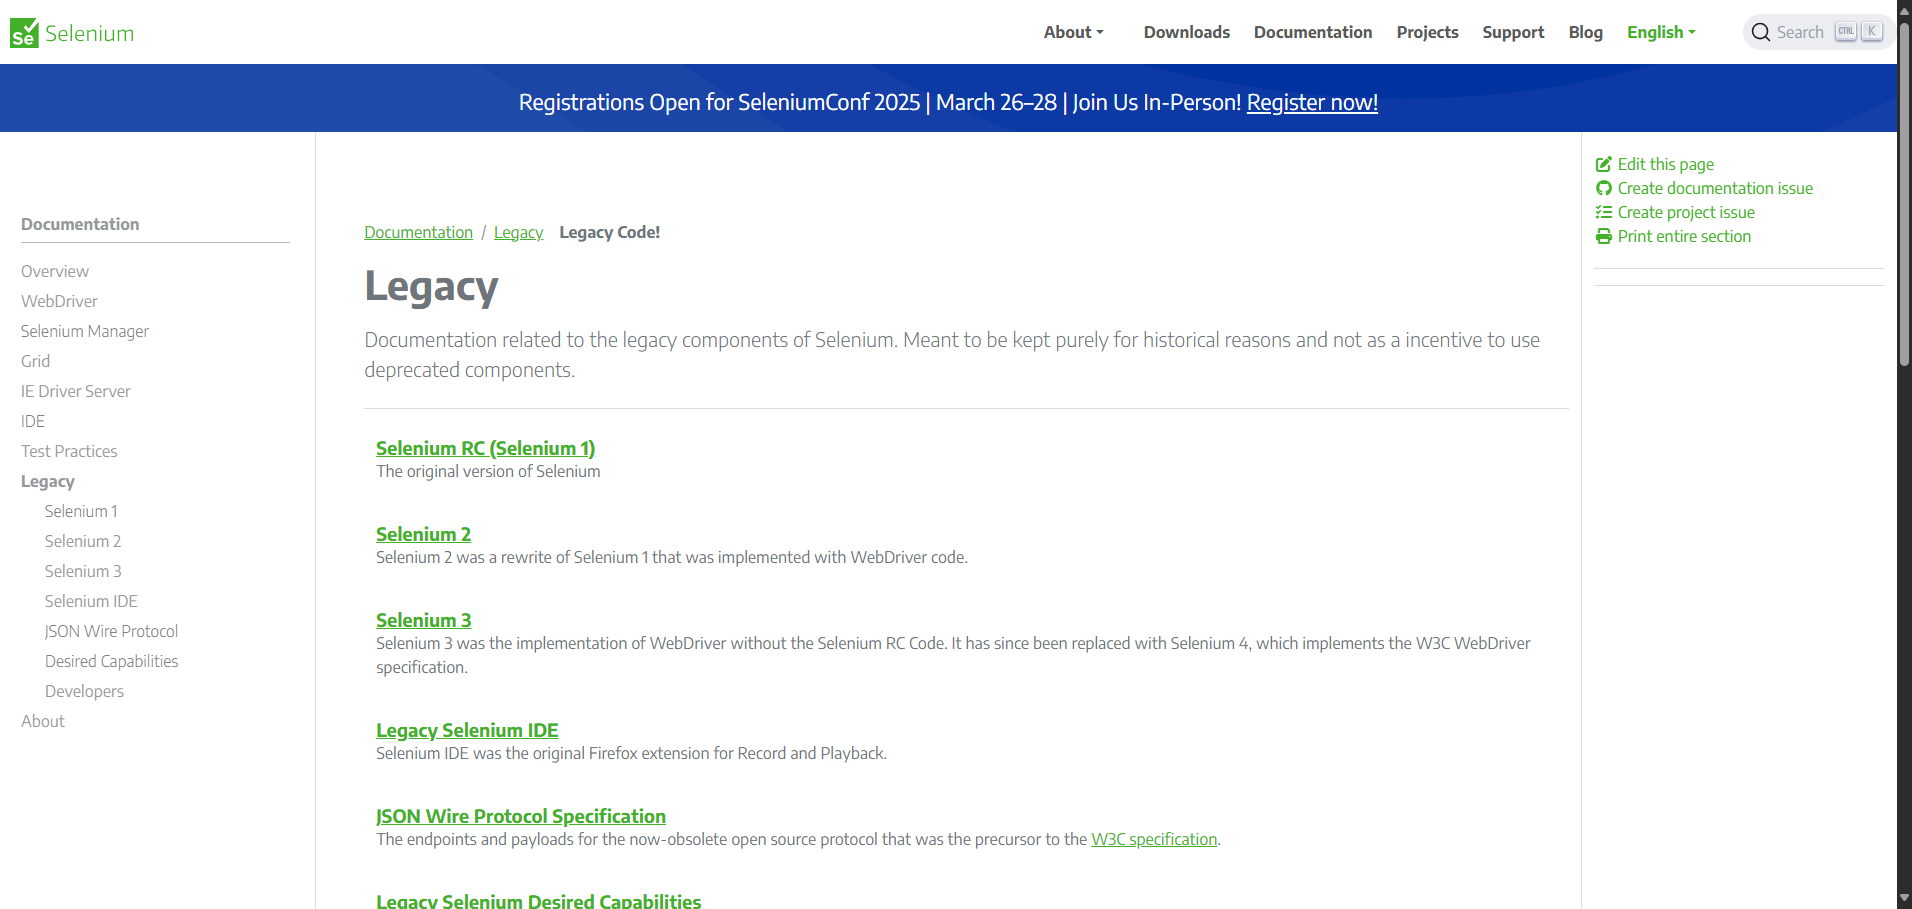 Se Selenium
About
Downloads
Documentation
Projects
Support
Blog
English
Search CTRL K
Registrations Open for SeleniumConf 2025 | March 26–28 | Join Us In-Person! Register now!
Documentation
Overview
WebDriver
Selenium Manager
Grid
IE Driver Server
IDE
Test Practices
Legacy
Selenium 1
Selenium 2
Selenium 3
Selenium IDE
JSON Wire Protocol
Desired Capabilities
Developers
About
Documentation / Legacy Legacy Code!
Legacy
Documentation related to the legacy components of Selenium. Meant to be kept purely for historical reasons and not as a incentive to use
deprecated components.
Selenium RC (Selenium 1)
The original version of Selenium
Selenium 2
Selenium 2 was a rewrite of Selenium 1 that was implemented with WebDriver code.
Selenium 3
Selenium 3 was the implementation of WebDriver without the Selenium RC Code. It has since been replaced with Selenium 4, which implements the W3C WebDriver
specification.
Legacy Selenium IDE
Selenium IDE was the original Firefox extension for Record and Playback.
JSON Wire Protocol Specification
The endpoints and payloads for the now-obsolete open source protocol that was the precursor to the W3C specification.
Legacy Selenium Desired Capabilities
Edit this page
Create documentation issue
Create project issue
Print entire section